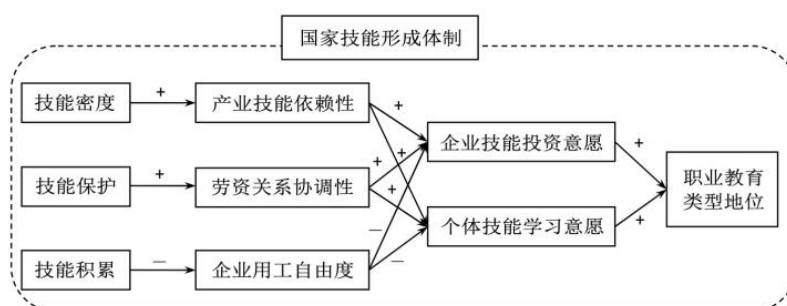 国家技能形成体制
技能密度
+
产业技能依赖性
+
企业技能投资意愿
+
技能保护
+
劳资关系协调性
+
+
+
职业教育
类型地位
个体技能学习意愿
+
技能积累
—
企业用工自由度
—
—